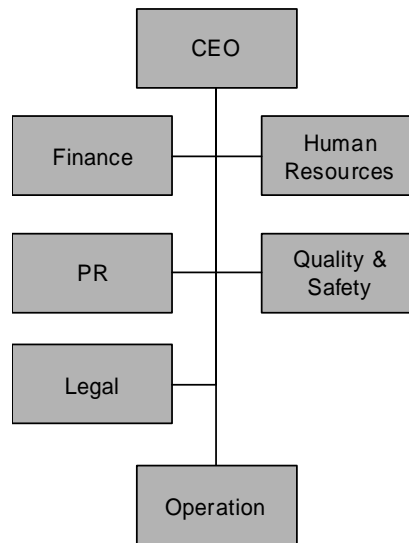 CEO
Finance
Human
Resources
PR
Quality &
Safety
Legal
Operation